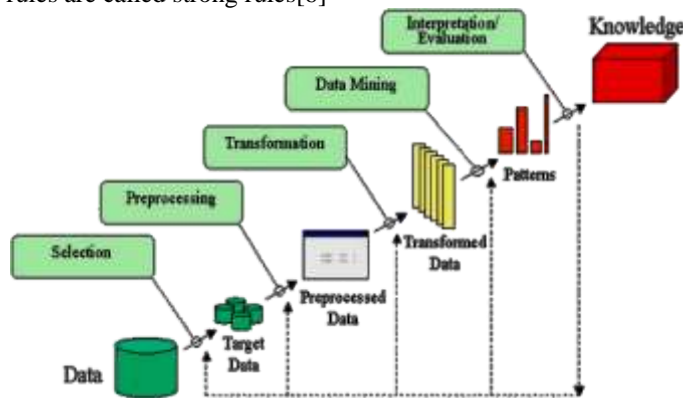 rules are called strong rules[6]
Interpretation/
Evaluation
Knowledge
Data Mining
Transformation
Patterns
Preprocessing
Transformed
Data
Selection
Preprocessed
Data
Target
Data
Data